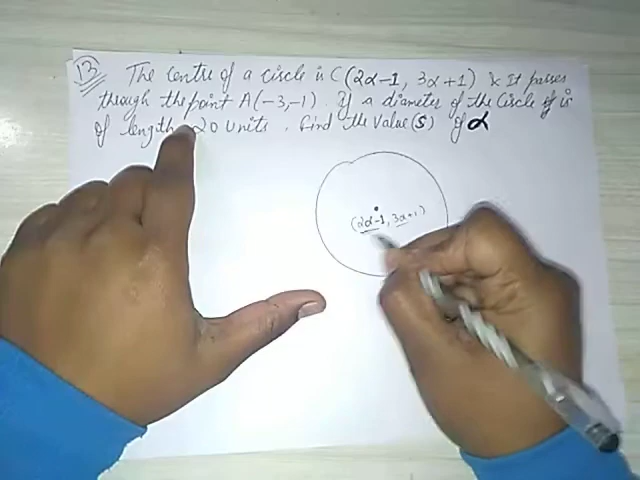 13 The centre of a circle is C(2α-1, 3α+1) & It passes
through the point A(-3,-1). If a diameter of the circle of is
of length 20 units. Find the value(s) of α
(2α-1, 3α+1)